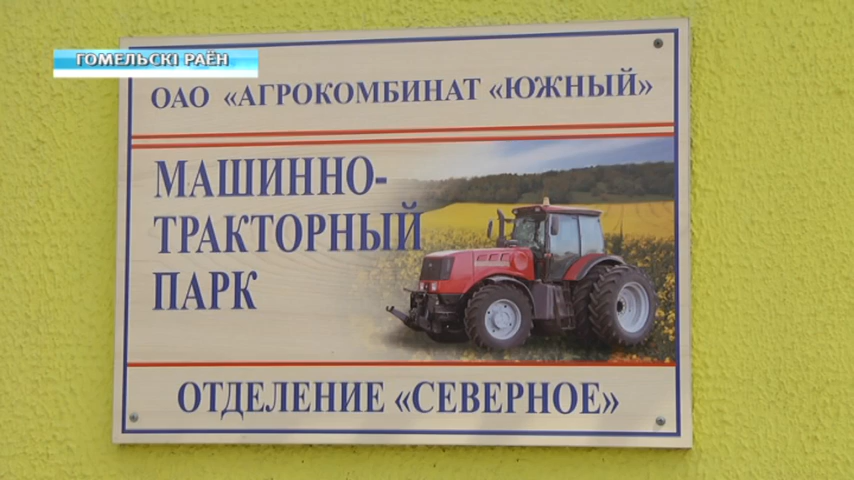 ГОМЕЛЬСКІ РАЁН
ОАО «АГРОКОМБИНАТ «ЮЖНЫЙ»
МАШИННО-
ТРАКТОРНЫЙ
ПАРК
ОТДЕЛЕНИЕ «СЕВЕРНОЕ»